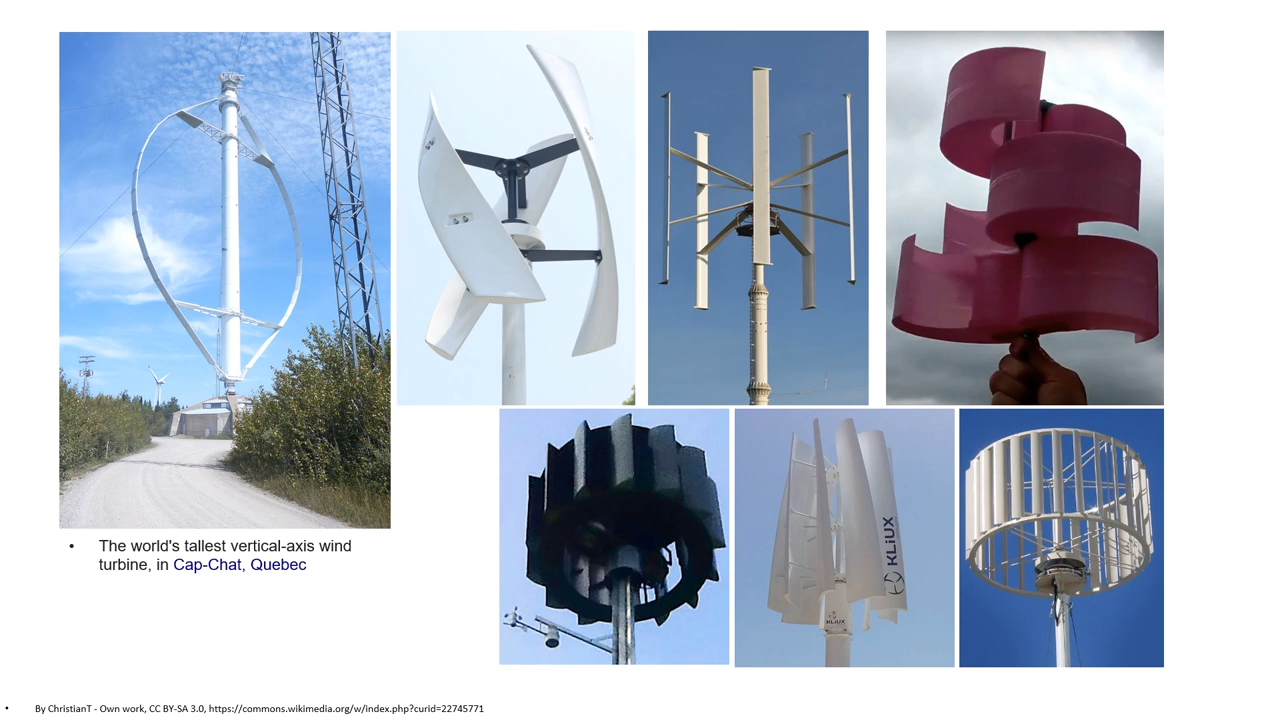 • The world's tallest vertical-axis wind
turbine, in Cap-Chat, Quebec
KLiUX
KLiUX
• By ChristianT - Own work, CC BY-SA 3.0, https://commons.wikimedia.org/w/index.php?curid=22745771